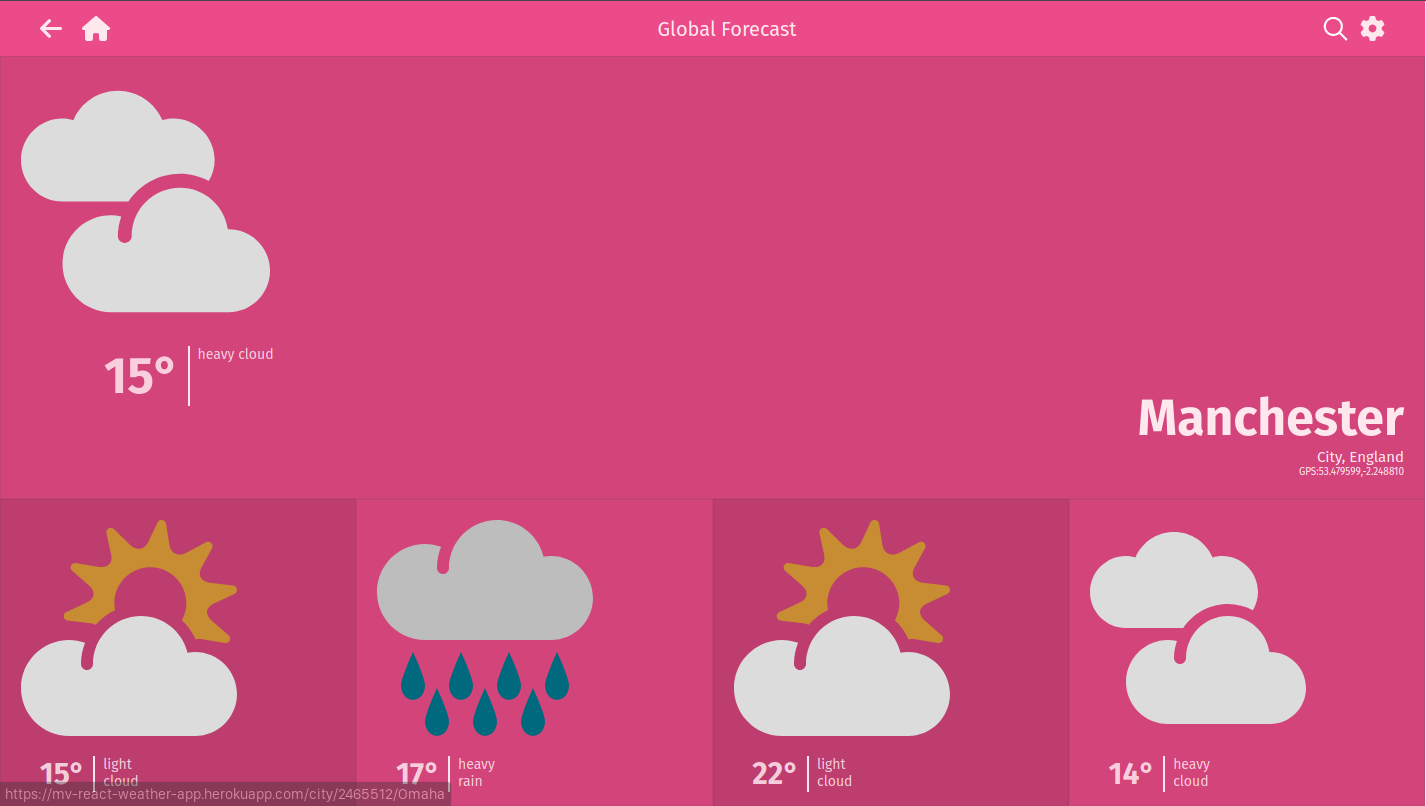 Global Forecast
15°
heavy cloud
Manchester
City, England
GPS:53.479599,-2.248810
15°
light
cloud
17°
heavy
rain
22°
light
cloud
14°
heavy
cloud
https://mv-react-weather-app.herokuapp.com/city/2465512/Omaha